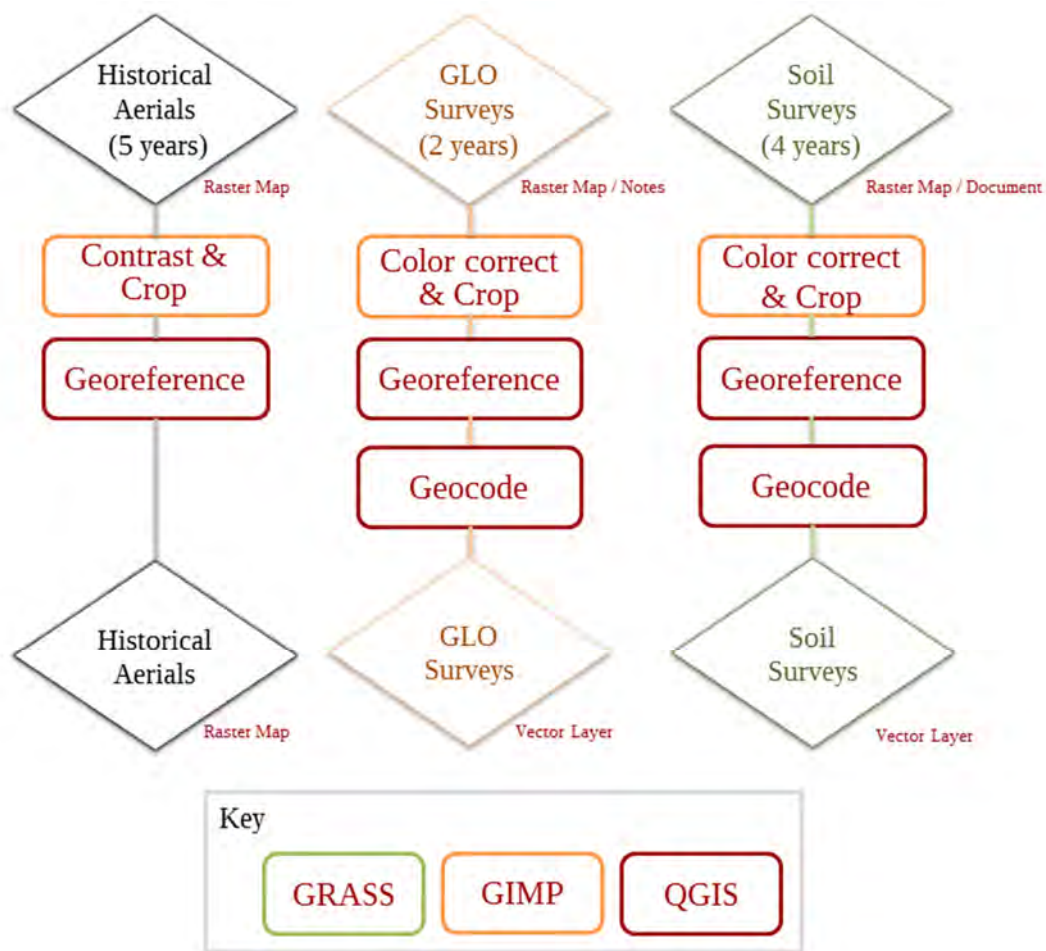 Historical
Aerials
(5 years)
Raster Map
GLO
Surveys
(2 years)
Raster Map / Notes
Soil
Surveys
(4 years)
Raster Map / Document
Contrast &
Crop
Color correct
& Crop
Color correct
& Crop
Georeference
Georeference
Georeference
Geocode
Geocode
Historical
Aerials
Raster Map
GLO
Surveys
Vector Layer
Soil
Surveys
Vector Layer
Key
GRASS
GIMP
QGIS